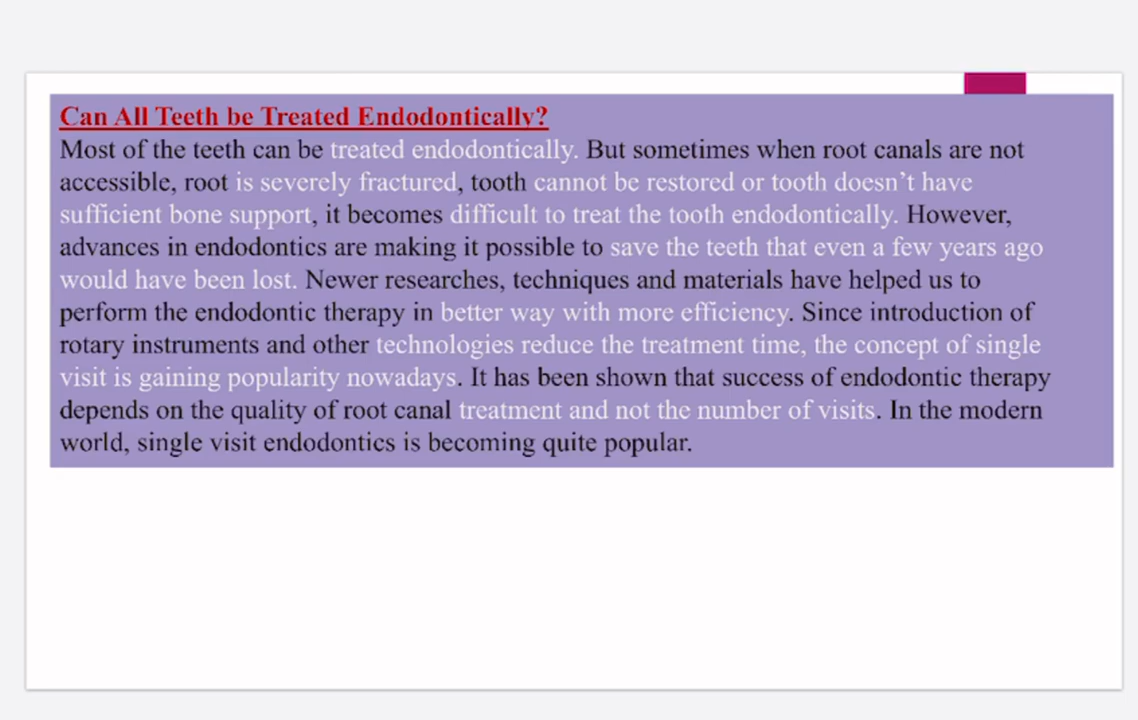 Can All Teeth be Treated Endodontically?
Most of the teeth can be treated endodontically. But sometimes when root canals are not
accessible, root is severely fractured, tooth cannot be restored or tooth doesn’t have
sufficient bone support, it becomes difficult to treat the tooth endodontically. However,
advances in endodontics are making it possible to save the teeth that even a few years ago
would have been lost. Newer researches, techniques and materials have helped us to
perform the endodontic therapy in better way with more efficiency. Since introduction of
rotary instruments and other technologies reduce the treatment time, the concept of single
visit is gaining popularity nowadays. It has been shown that success of endodontic therapy
depends on the quality of root canal treatment and not the number of visits. In the modern
world, single visit endodontics is becoming quite popular.